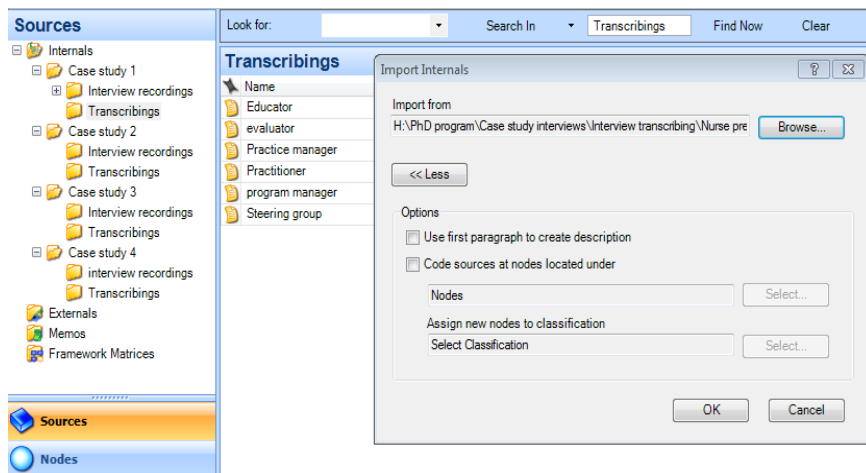 Sources
Internals
Case study 1
Interview recordings
Transcribings
Case study 2
Interview recordings
Transcribings
Case study 3
Interview recordings
Transcribings
Case study 4
interview recordings
Transcribings
Externals
Memos
Framework Matrices
Sources
Nodes
Look for: Search In Transcribings Find Now Clear
Transcribings
Name
Educator
evaluator
Practice manager
Practitioner
program manager
Steering group
Import Internals
Import from
H:\PhD program\Case study interviews\Interview transcribing\Nurse pre Browse...
<< Less
Options
Use first paragraph to create description
Code sources at nodes located under
Nodes Select...
Assign new nodes to classification
Select Classification Select...
OK Cancel